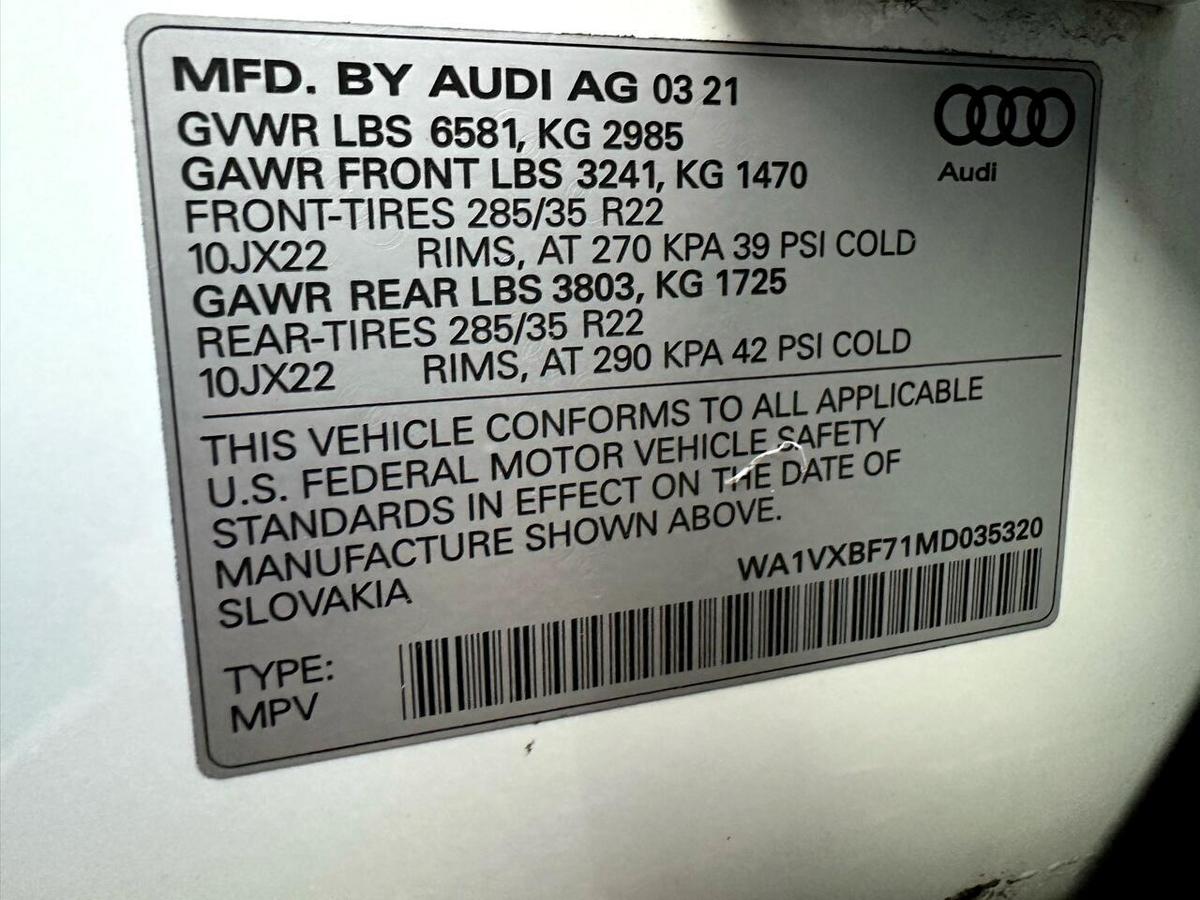 MFD. BY AUDI AG 03 21
GVWR LBS 6581, KG 2985
GAWR FRONT LBS 3241, KG 1470
FRONT-TIRES 285/35 R22
10JX22 RIMS, AT 270 KPA 39 PSI COLD
GAWR REAR LBS 3803, KG 1725
REAR-TIRES 285/35 R22
10JX22 RIMS, AT 290 KPA 42 PSI COLD
Audi
THIS VEHICLE CONFORMS TO ALL APPLICABLE
U.S. FEDERAL MOTOR VEHICLE SAFETY
STANDARDS IN EFFECT ON THE DATE OF
MANUFACTURE SHOWN ABOVE.
SLOVAKIA
WA1VXBF71MD035320
TYPE:
MPV